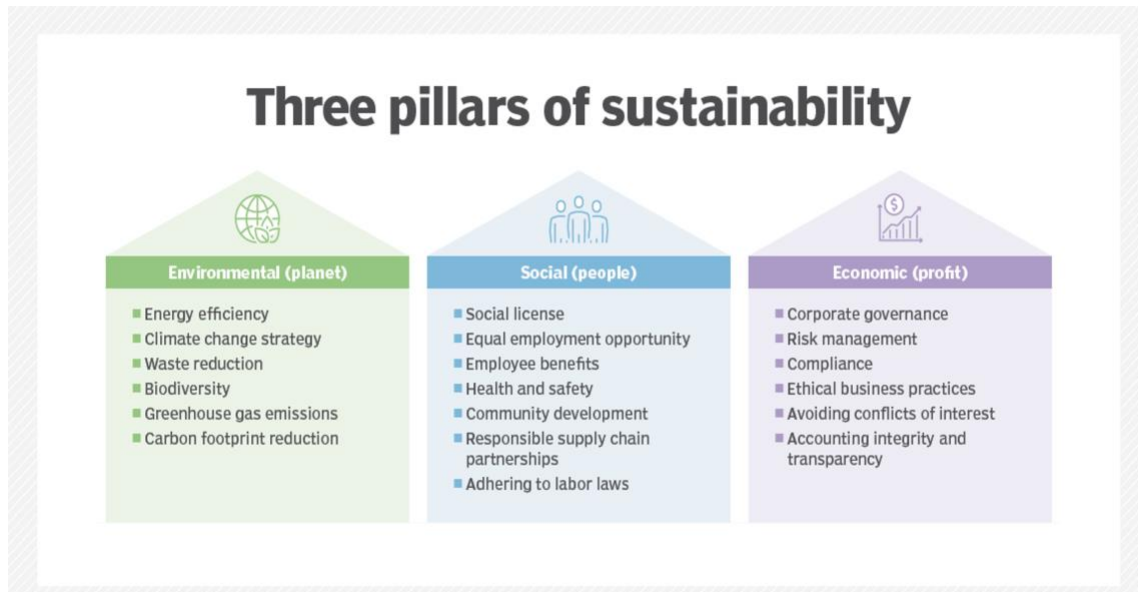 Three pillars of sustainability
Environmental (planet)
Energy efficiency
Climate change strategy
Waste reduction
Biodiversity
Greenhouse gas emissions
Carbon footprint reduction
Social (people)
Social license
Equal employment opportunity
Employee benefits
Health and safety
Community development
Responsible supply chain
partnerships
Adhering to labor laws
$
Economic (profit)
Corporate governance
Risk management
Compliance
Ethical business practices
Avoiding conflicts of interest
Accounting integrity and
transparency